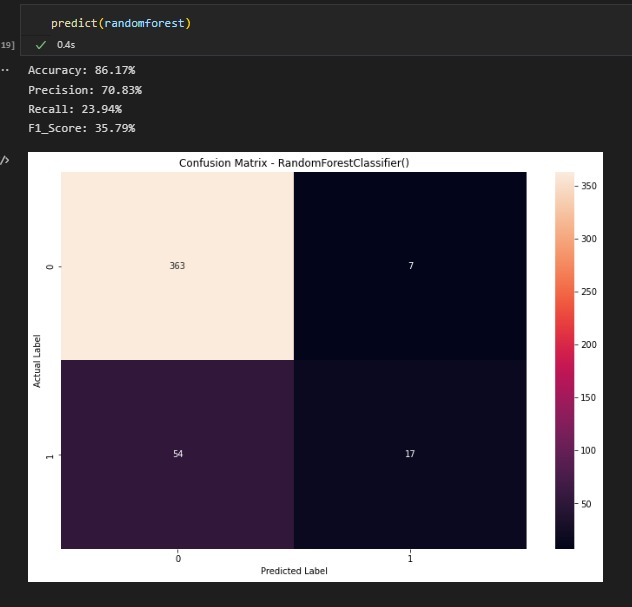 predict(randomforest)
19]
0.4s
Accuracy: 86.17%
Precision: 70.83%
Recall: 23.94%
F1_Score: 35.79%
Confusion Matrix - RandomForestClassifier()
363
7
54
17
0
1
Actual Label
0
1
Predicted Label
350
300
250
200
150
100
50